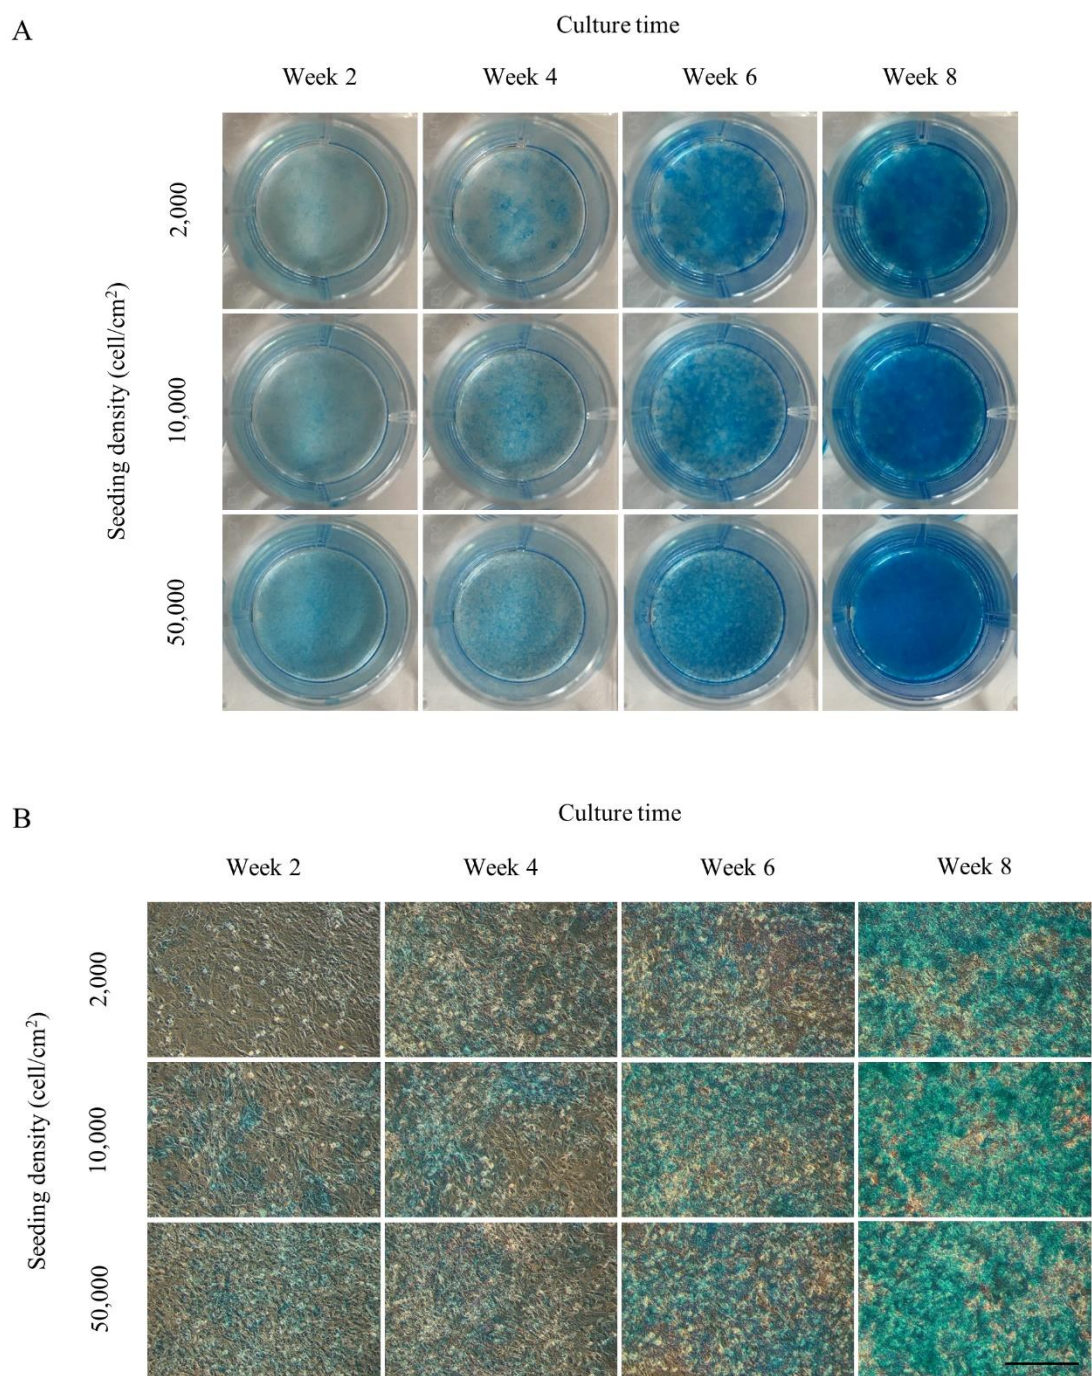 A
Culture time
Week 2 Week 4 Week 6 Week 8
Seeding density (cell/cm²)
2,000
10,000
50,000
B
Culture time
Week 2 Week 4 Week 6 Week 8
Seeding density (cell/cm²)
2,000
10,000
50,000